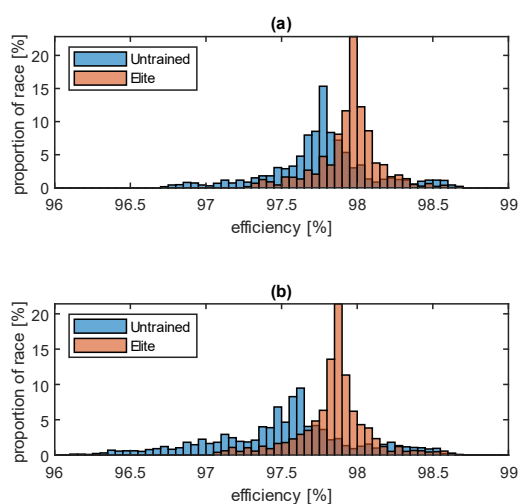 (a)
proportion of race [%]
20
15
10
5
0
Untrained
Elite
96 96.5 97 97.5 98 98.5 99
efficiency [%]
(b)
proportion of race [%]
20
15
10
5
0
Untrained
Elite
96 96.5 97 97.5 98 98.5 99
efficiency [%]